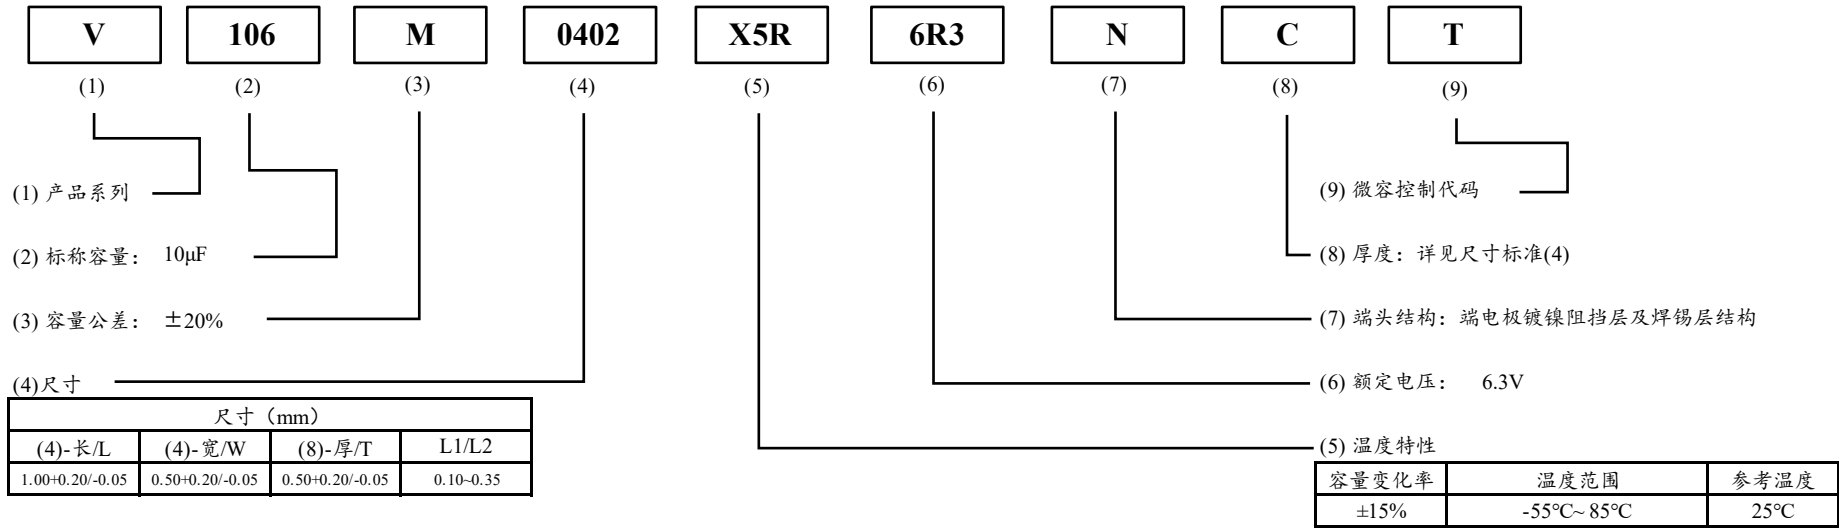 V 106 M 0402 X5R 6R3 N C T
(1) (2) (3) (4) (5) (6) (7) (8) (9)
(1) 产品系列
(2) 标称容量： 10μF
(3) 容量公差： ±20%
(4)尺寸
尺寸（mm）
(4)-长/L (4)-宽/W (8)-厚/T L1/L2
1.00+0.20/-0.05 0.50+0.20/-0.05 0.50+0.20/-0.05 0.10~0.35
(9) 微容控制代码
(8) 厚度：详见尺寸标准(4)
(7) 端头结构：端电极镀镍阻挡层及焊锡层结构
(6) 额定电压： 6.3V
(5) 温度特性
容量变化率 温度范围 参考温度
±15% -55℃~ 85℃ 25℃